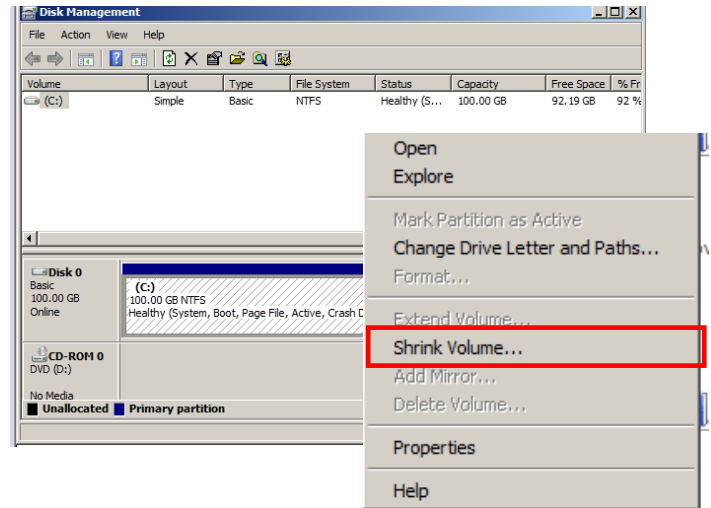 Disk Management
File Action View Help
Volume Layout Type File System Status Capacity Free Space % Fr
(C:) Simple Basic NTFS Healthy (S... 100.00 GB 92.19 GB 92 %
Disk 0
Basic
100.00 GB
Online
(C:)
100.00 GB NTFS
Healthy (System, Boot, Page File, Active, Crash D
CD-ROM 0
DVD (D:)
No Media
Unallocated Primary partition
Open
Explore
Mark Partition as Active
Change Drive Letter and Paths...
Format...
Extend Volume...
Shrink Volume...
Add Mirror...
Delete Volume...
Properties
Help